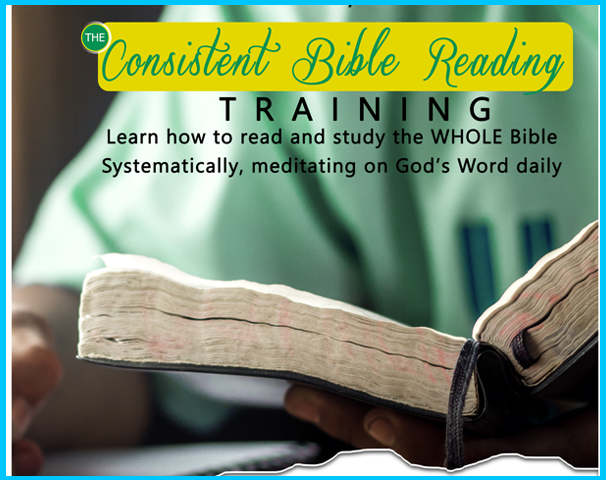 THE
Consistent Bible Reading
TRAINING
Learn how to read and study the WHOLE Bible
Systematically, meditating on God's Word daily